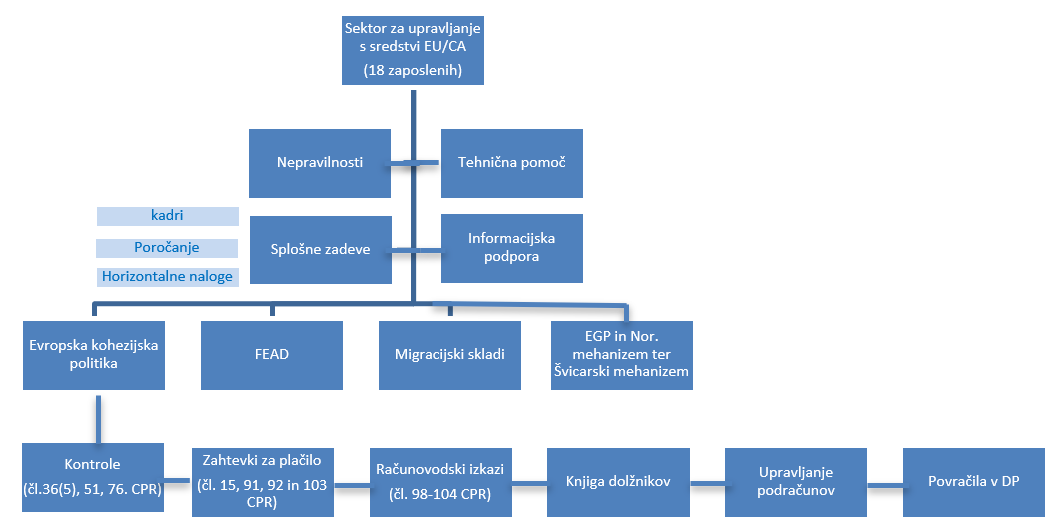 Sektor za upravljanje
s sredstvi EU/CA
(18 zaposlenih)
Nepravilnosti
Tehnična pomoč
kadri
Poročanje
Horizontalne naloge
Splošne zadeve
Informacijska
podpora
Evropska kohezijska
politika
FEAD
Migracijski skladi
EGP in Nor.
mehanizem ter
Švicarski mehanizem
Kontrole
(čl.36(5), 51, 76. CPR)
Zahtevki za plačilo
(čl. 15, 91, 92 in 103
CPR)
Računovodski izkazi
(čl. 98-104 CPR)
Knjiga dolžnikov
Upravljanje
podračunov
Povračila v DP